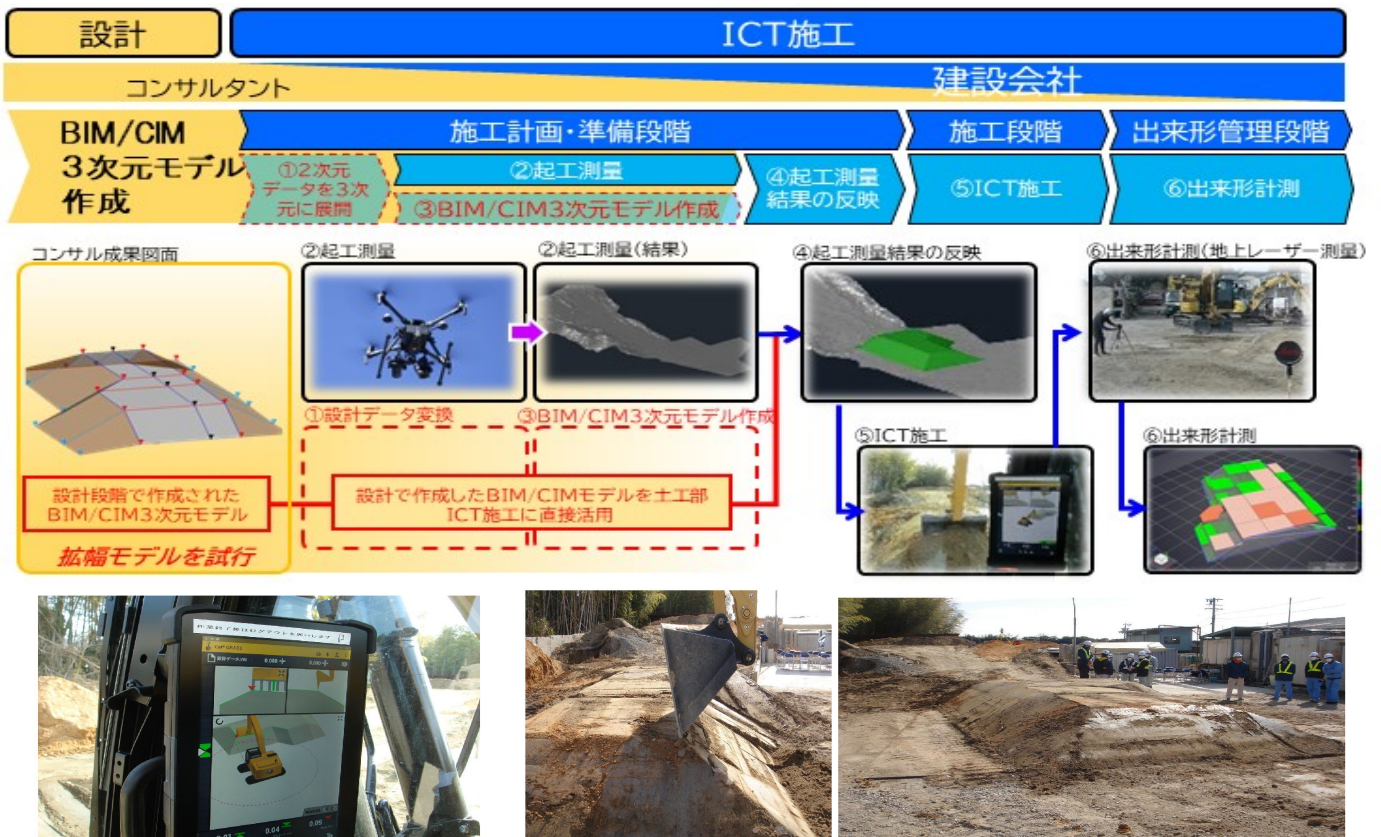 設計
ICT施工
コンサルタント
建設会社
BIM/CIM
3次元モデル
作成
施工計画・準備段階
施工段階
出来形管理段階
①2次元
データを3次
元に展開
②起工測量
③BIM/CIM3次元モデル作成
④起工測量
結果の反映
⑤ICT施工
⑥出来形計測
コンサル成果図面
②起工測量
②起工測量(結果)
④起工測量結果の反映
⑥出来形計測(地上レーザー測量)
①設計データ変換
③BIM/CIM3次元モデル作成
⑤ICT施工
⑥出来形計測
設計段階で作成された
BIM/CIM3次元モデル
設計で作成したBIM/CIMモデルを土工部
ICT施工に直接活用
拡幅モデルを試行
0.000
0.000
0.04
0.09